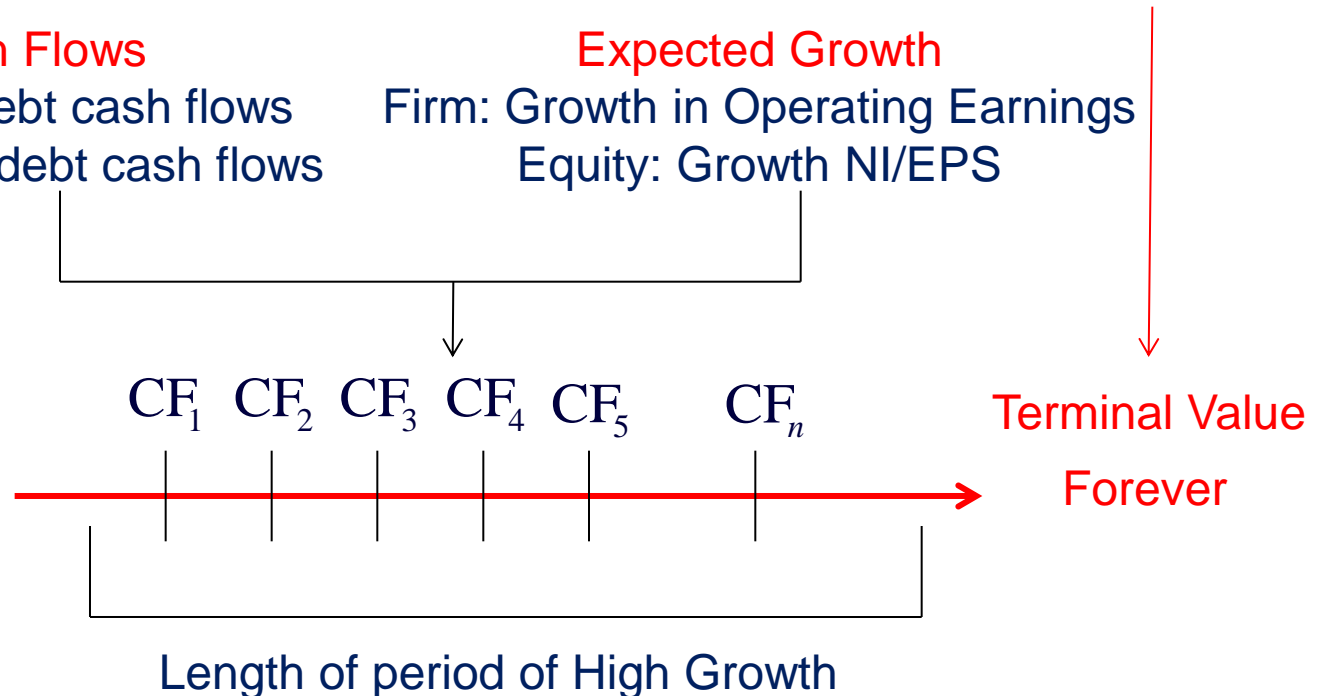 n Flows
ebt cash flows
debt cash flows
Expected Growth
Firm: Growth in Operating Earnings
Equity: Growth NI/EPS
CF₁ CF₂ CF₃ CF₄ CF₅ CFₙ
Terminal Value
Forever
Length of period of High Growth